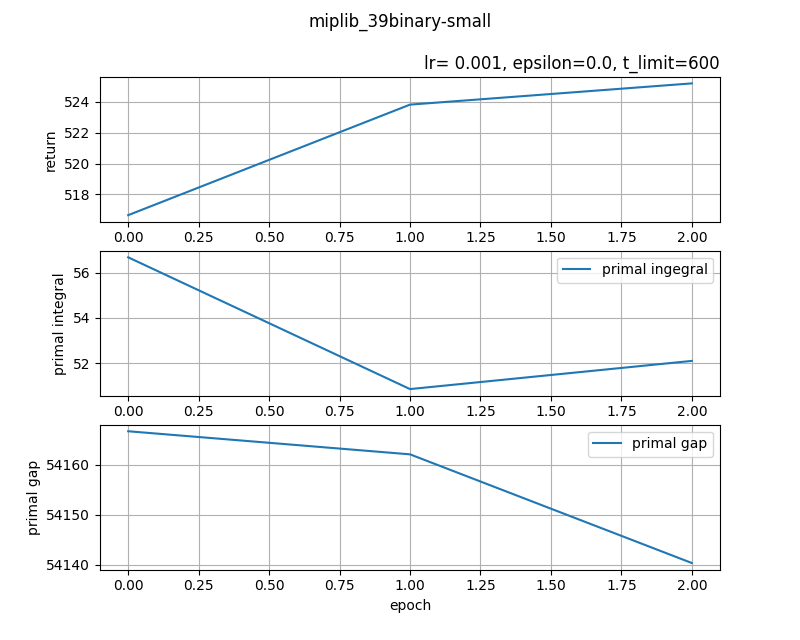 miplib_39binary-small
lr= 0.001, epsilon=0.0, t_limit=600
return
524
522
520
518
0.00 0.25 0.50 0.75 1.00 1.25 1.50 1.75 2.00
primal integral
56
54
52
primal ingegral
0.00 0.25 0.50 0.75 1.00 1.25 1.50 1.75 2.00
primal gap
54160
54150
54140
primal gap
0.00 0.25 0.50 0.75 1.00 1.25 1.50 1.75 2.00
epoch